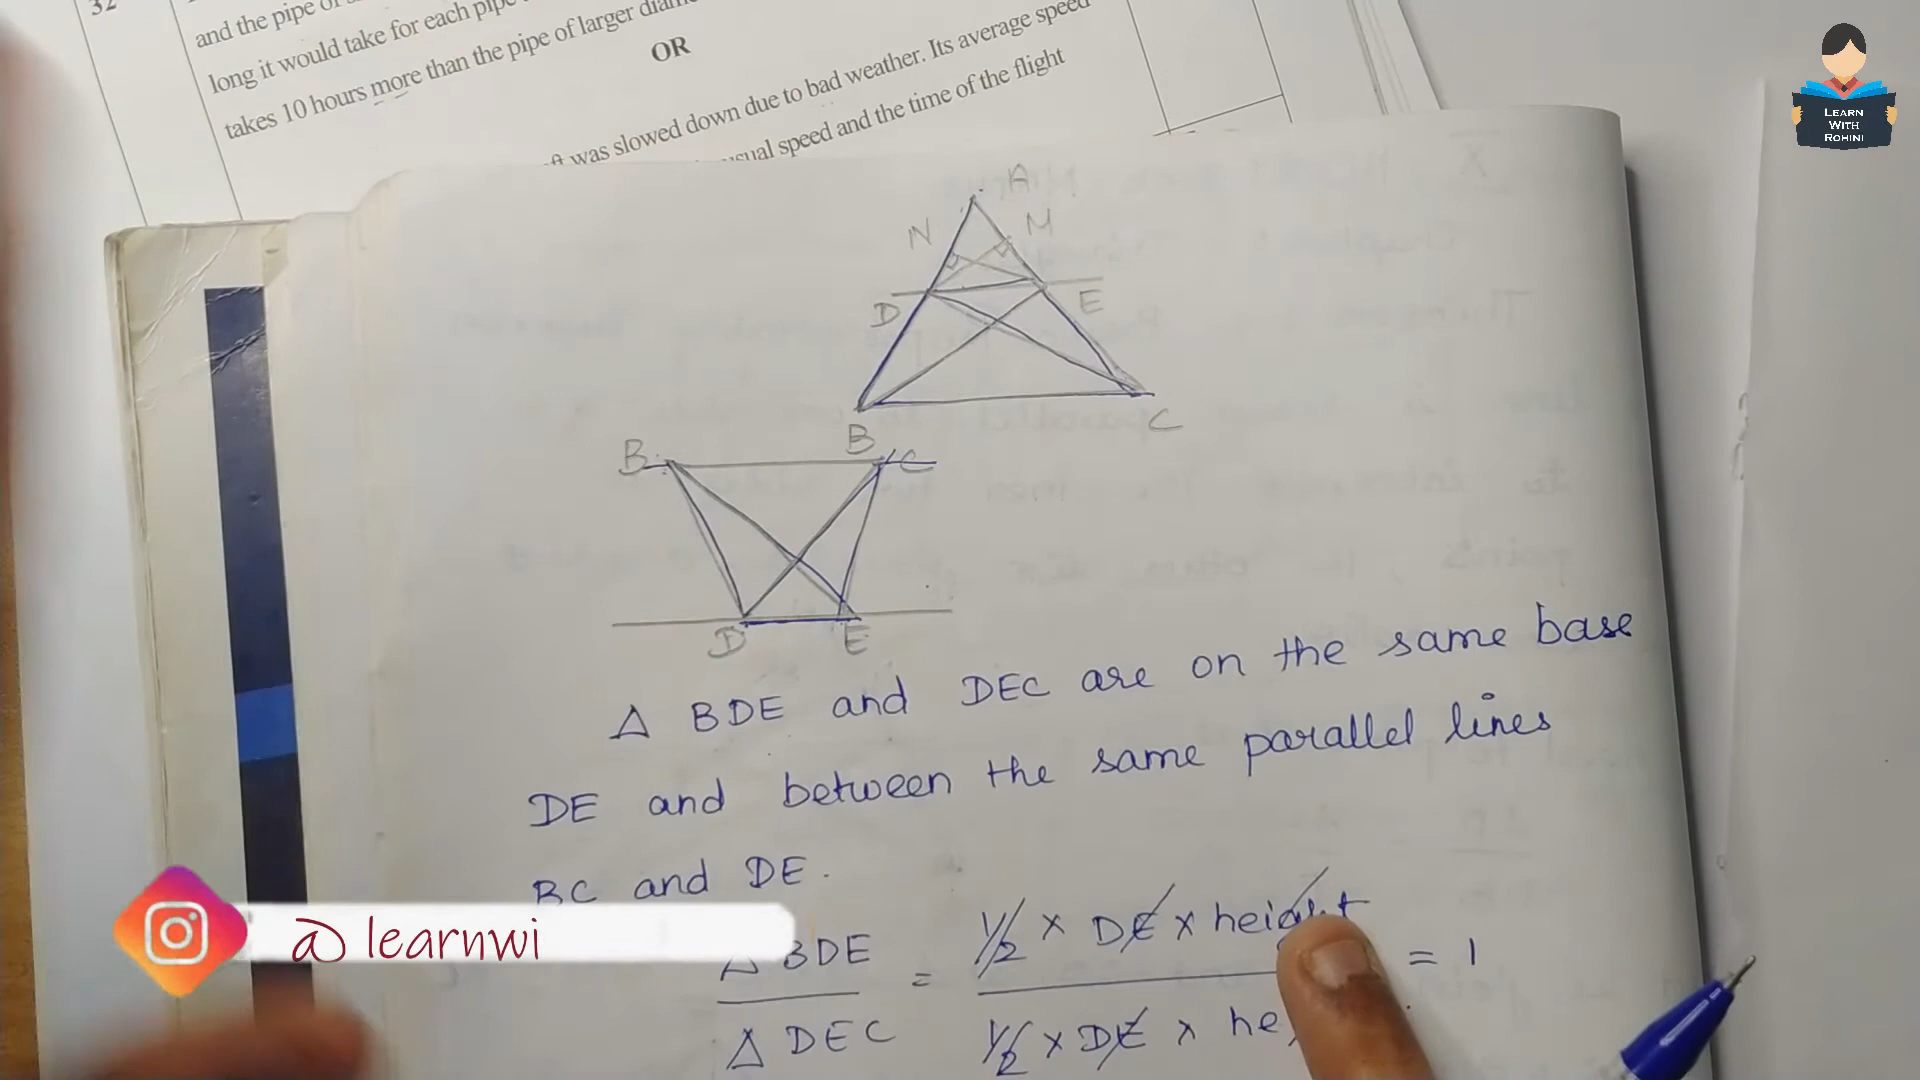 32
and the pipe of
long it would take for each pipe
takes 10 hours more than the pipe of larger diam
OR
ft was slowed down due to bad weather. Its average speed
usual speed and the time of the flight
LEARN
WITH
ROHINI
A
N M
D E
B C
B C
D E
Δ BDE and DEC are on the same base
DE and between the same parallel lines
BC and DE.
@ learnwi
Δ BDE = 1/2 × DE × height = 1
Δ DEC 1/2 × DE × he